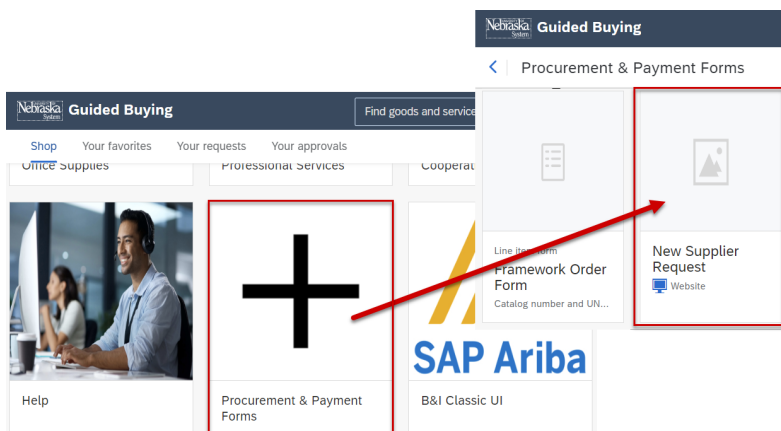 Nebraska
System
Guided Buying
Procurement & Payment Forms
Line item form
Framework Order
Form
Catalog number and UN...
New Supplier
Request
Website
Nebraska
System
Guided Buying
Find goods and service
Shop
Your favorites
Your requests
Your approvals
Office Supplies
Professional Services
Cooperat
Help
Procurement & Payment
Forms
SAP Ariba
B&I Classic UI